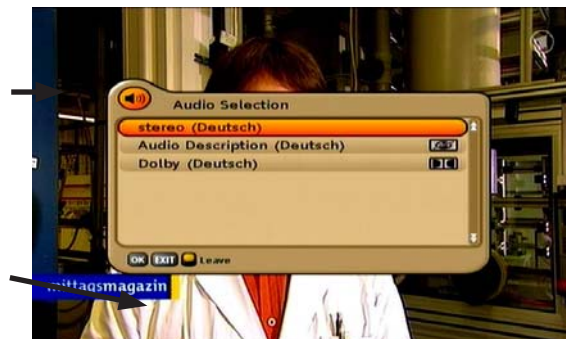 Audio Selection
stereo (Deutsch)
Audio Description (Deutsch)
Dolby (Deutsch)
OK EXIT Leave
mittagsmagazin